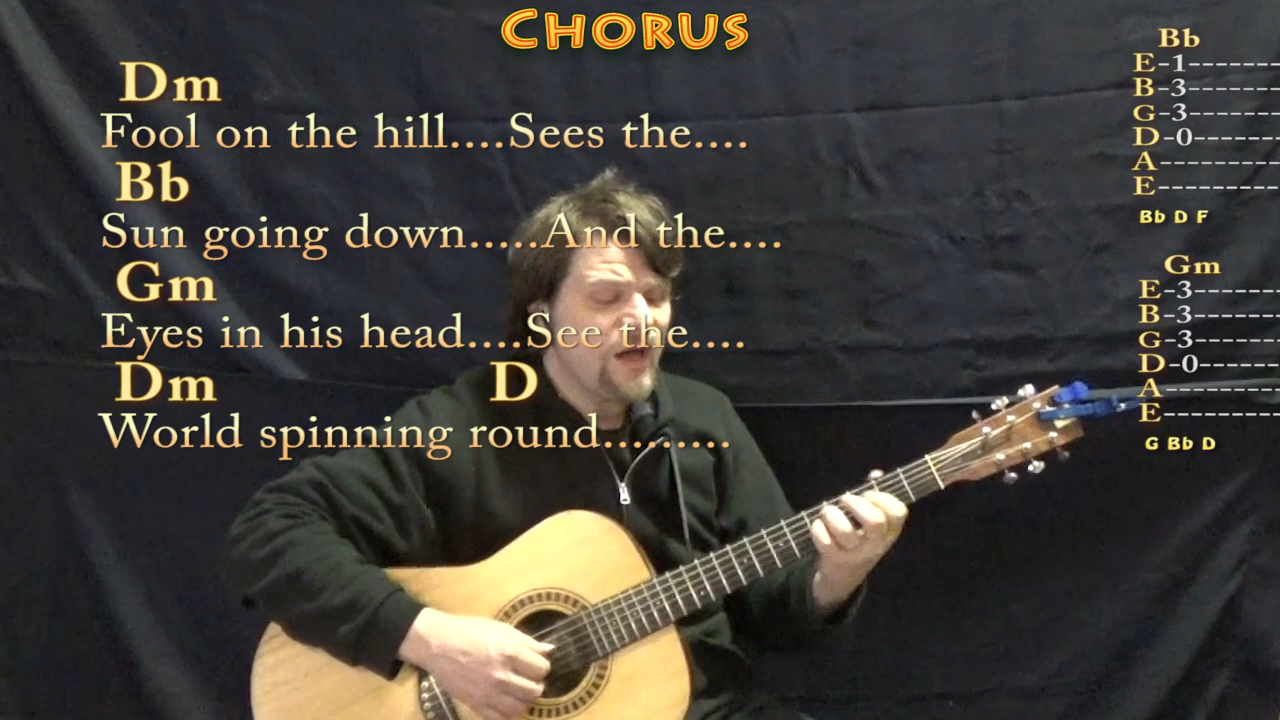 CHORUS
Dm
Fool on the hill....Sees the....
Bb
Sun going down.....And the....
Gm
Eyes in his head....See the....
Dm D
World spinning round.........
Bb
E-1-------
B-3-------
G-3-------
D-0-------
A---------
E---------
Bb D F
Gm
E-3-------
B-3-------
G-3-------
D-0-------
A---------
E---------
G Bb D